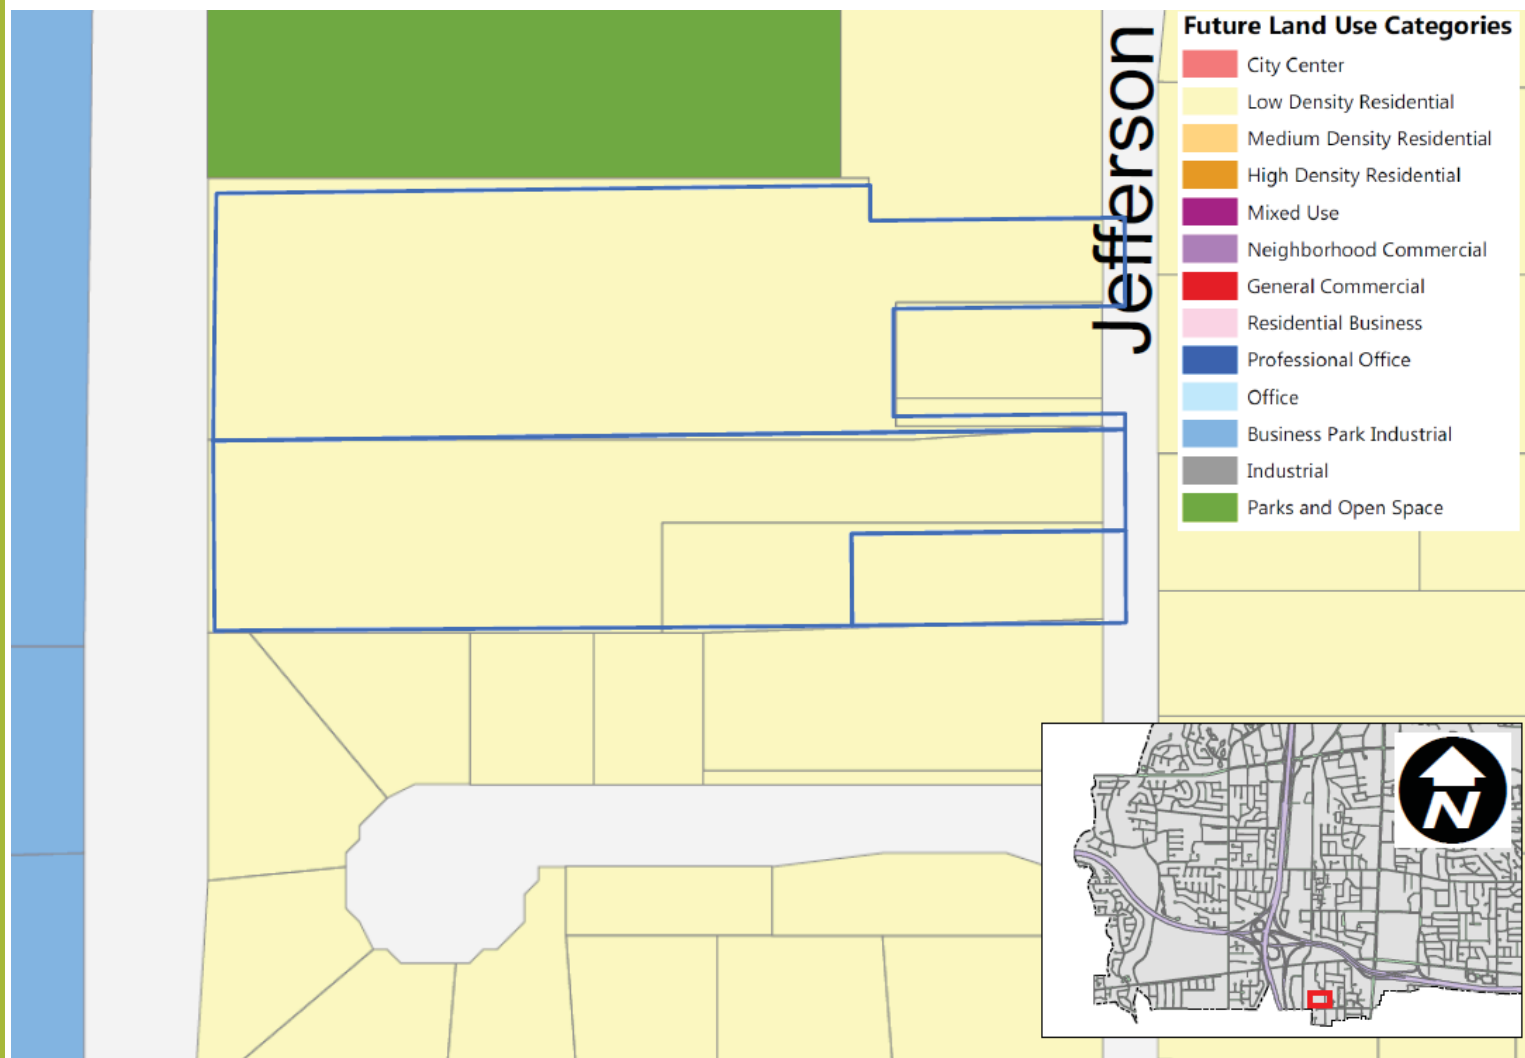 Jefferson
Future Land Use Categories
City Center
Low Density Residential
Medium Density Residential
High Density Residential
Mixed Use
Neighborhood Commercial
General Commercial
Residential Business
Professional Office
Office
Business Park Industrial
Industrial
Parks and Open Space
N